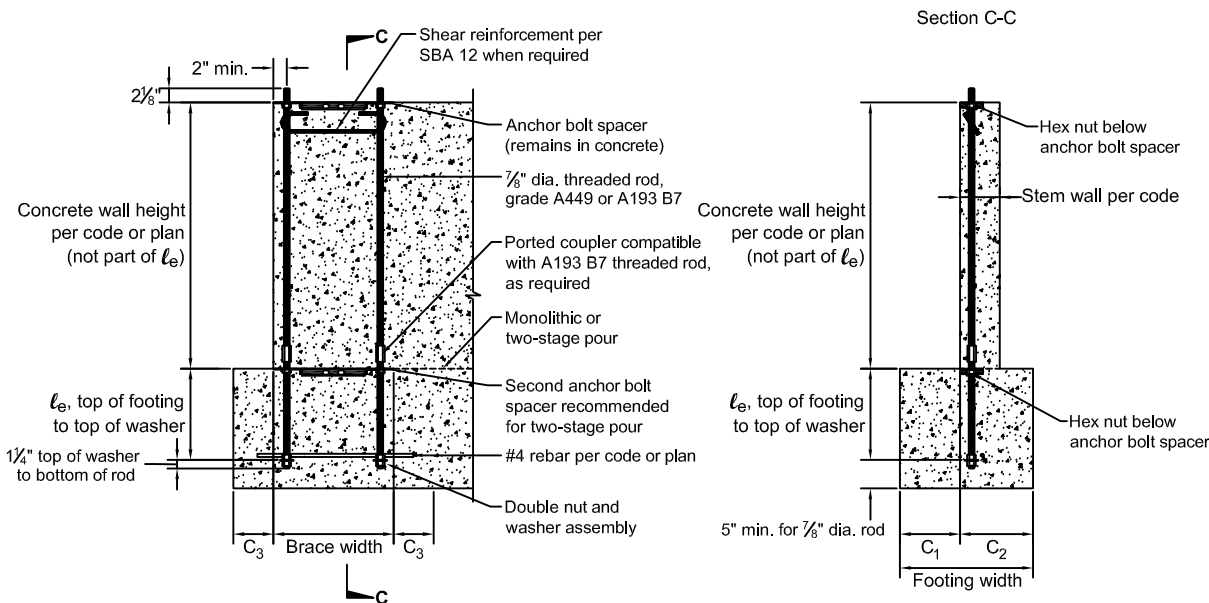 Section C-C
C
Shear reinforcement per
SBA 12 when required
2" min.
2⅛"
Anchor bolt spacer
(remains in concrete)
⅞" dia. threaded rod,
grade A449 or A193 B7
Concrete wall height
per code or plan
(not part of ℓe)
Ported coupler compatible
with A193 B7 threaded rod,
as required
Monolithic or
two-stage pour
ℓe, top of footing
to top of washer
Second anchor bolt
spacer recommended
for two-stage pour
1¼" top of washer
to bottom of rod
#4 rebar per code or plan
Double nut and
washer assembly
C3
Brace width
C3
C
Hex nut below
anchor bolt spacer
Stem wall per code
Concrete wall height
per code or plan
(not part of ℓe)
ℓe, top of footing
to top of washer
Hex nut below
anchor bolt spacer
5" min. for ⅞" dia. rod
C1
C2
Footing width